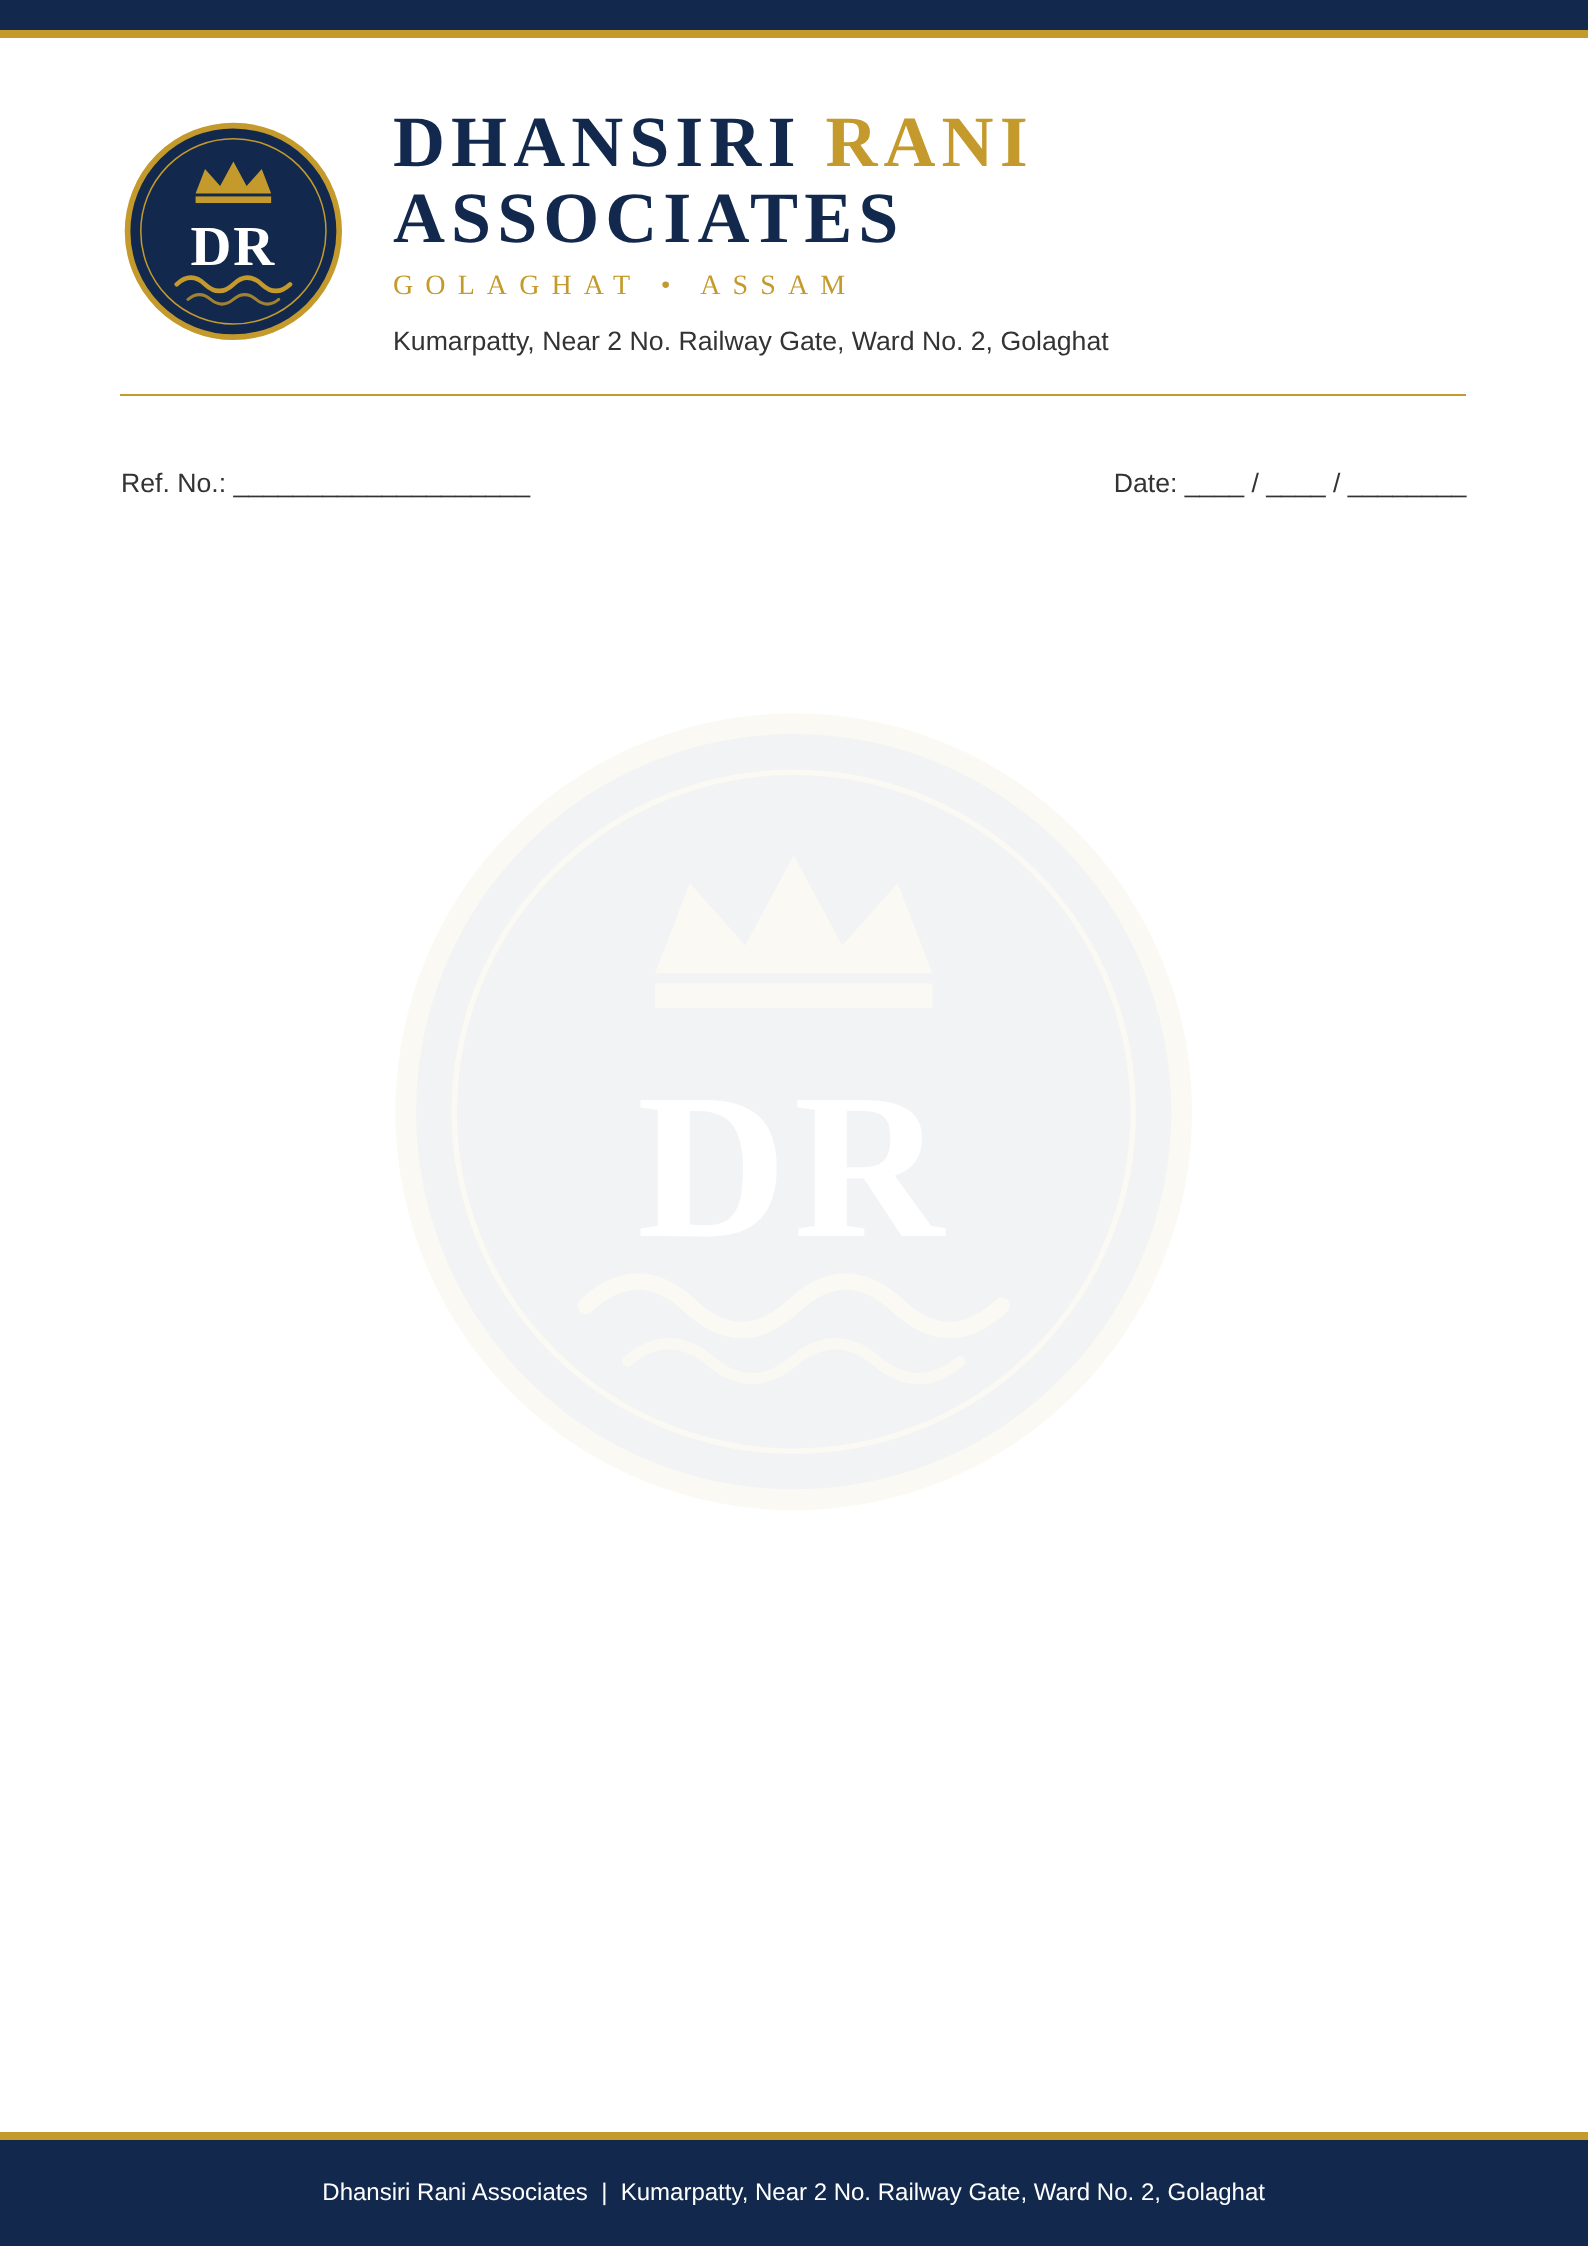 DHANSIRI RANI
ASSOCIATES
GOLAGHAT • ASSAM
Kumarpatty, Near 2 No. Railway Gate, Ward No. 2, Golaghat
DR
Ref. No.: ____________________ Date: ____ / ____ / ________
DR
Dhansiri Rani Associates | Kumarpatty, Near 2 No. Railway Gate, Ward No. 2, Golaghat